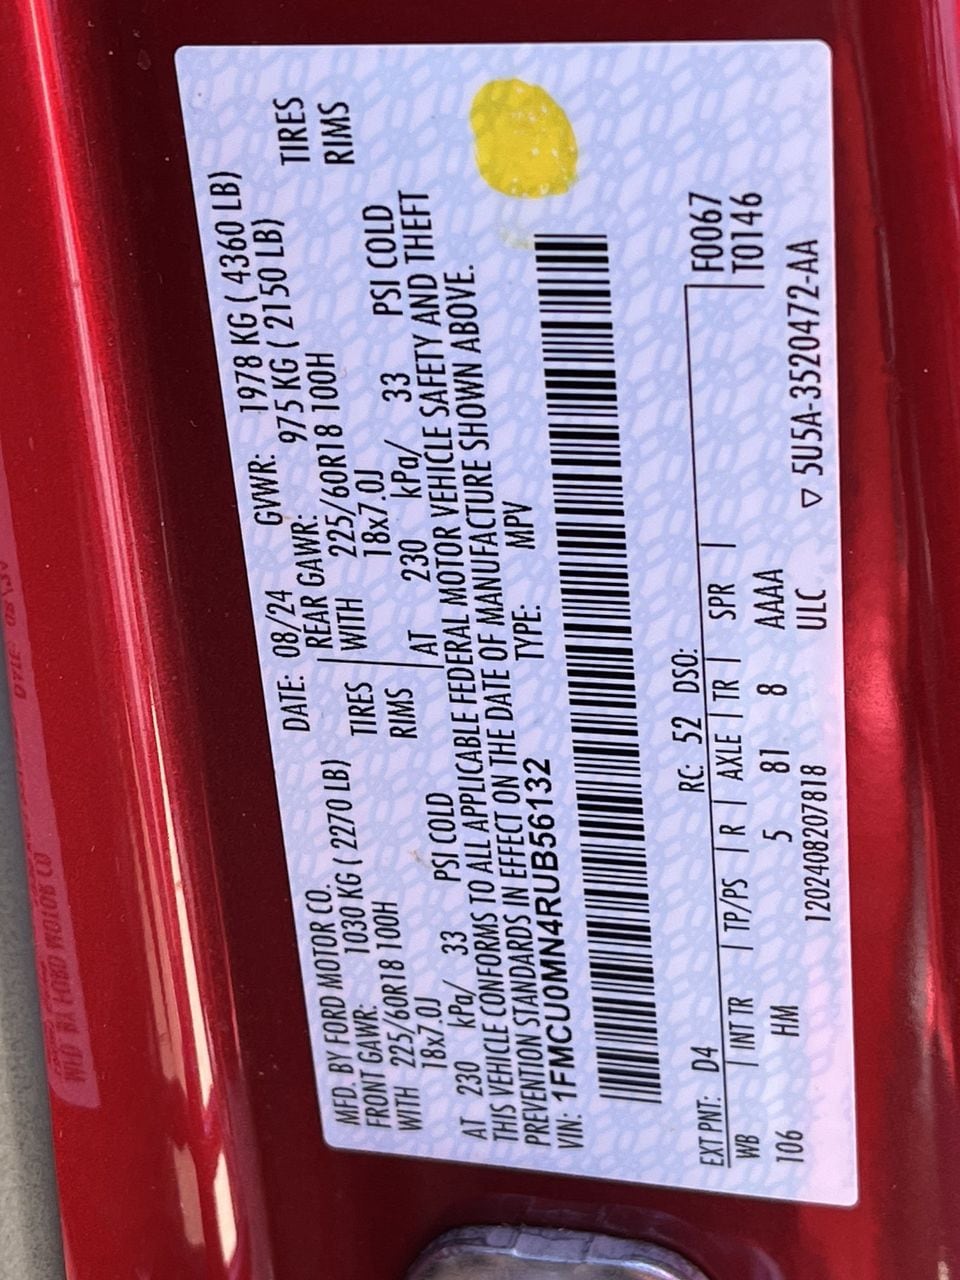 MFD. BY FORD MOTOR CO.
DATE: 08/24 GVWR: 1978 KG ( 4360 LB)
FRONT GAWR: 1030 KG ( 2270 LB)
REAR GAWR: 975 KG ( 2150 LB)
WITH 225/60R18 100H TIRES
WITH 225/60R18 100H TIRES
18x7.0J RIMS
18x7.0J RIMS
AT 230 kPa/ 33 PSI COLD
AT 230 kPa/ 33 PSI COLD
THIS VEHICLE CONFORMS TO ALL APPLICABLE FEDERAL MOTOR VEHICLE SAFETY AND THEFT
PREVENTION STANDARDS IN EFFECT ON THE DATE OF MANUFACTURE SHOWN ABOVE.
VIN: 1FMCU0MN4RUB56132 TYPE: MPV
EXT PNT: D4 RC: 52 DSO: F0067
WB INT TR TP/PS R AXLE TR SPR T0146
106 HM 5 81 8 AAAA
1202408207818 ULC ▽ 5U5A-3520472-AA